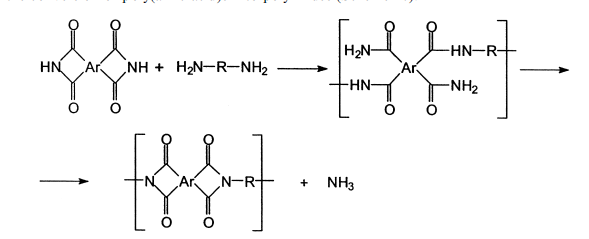 O O O O
H₂N HN–R
HN Ar NH + H₂N–R–NH₂ Ar
HN NH₂
O O O O
O O
N Ar N–R + NH₃
O O